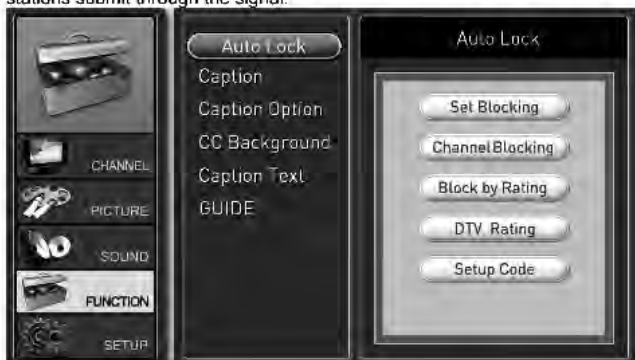 stations submit through the signal.
CHANNEL
PICTURE
SOUND
FUNCTION
SETUP
Auto Lock
Caption
Caption Option
CC Background
Caption Text
GUIDE
Auto Lock
Set Blocking
Channel Blocking
Block by Rating
DTV Rating
Setup Code